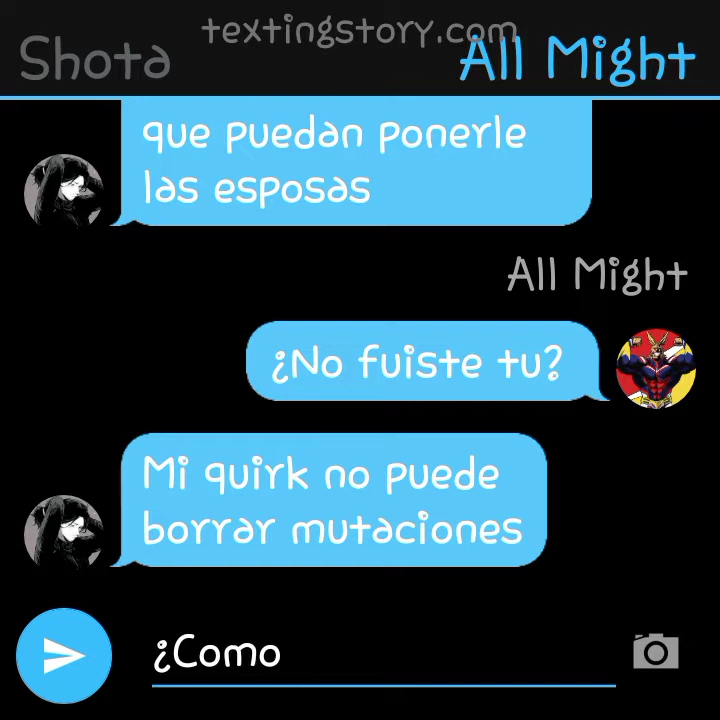 textingstory.com
Shota
All Might
que puedan ponerle
las esposas
All Might
¿No fuiste tu?
Mi quirk no puede
borrar mutaciones
¿Como